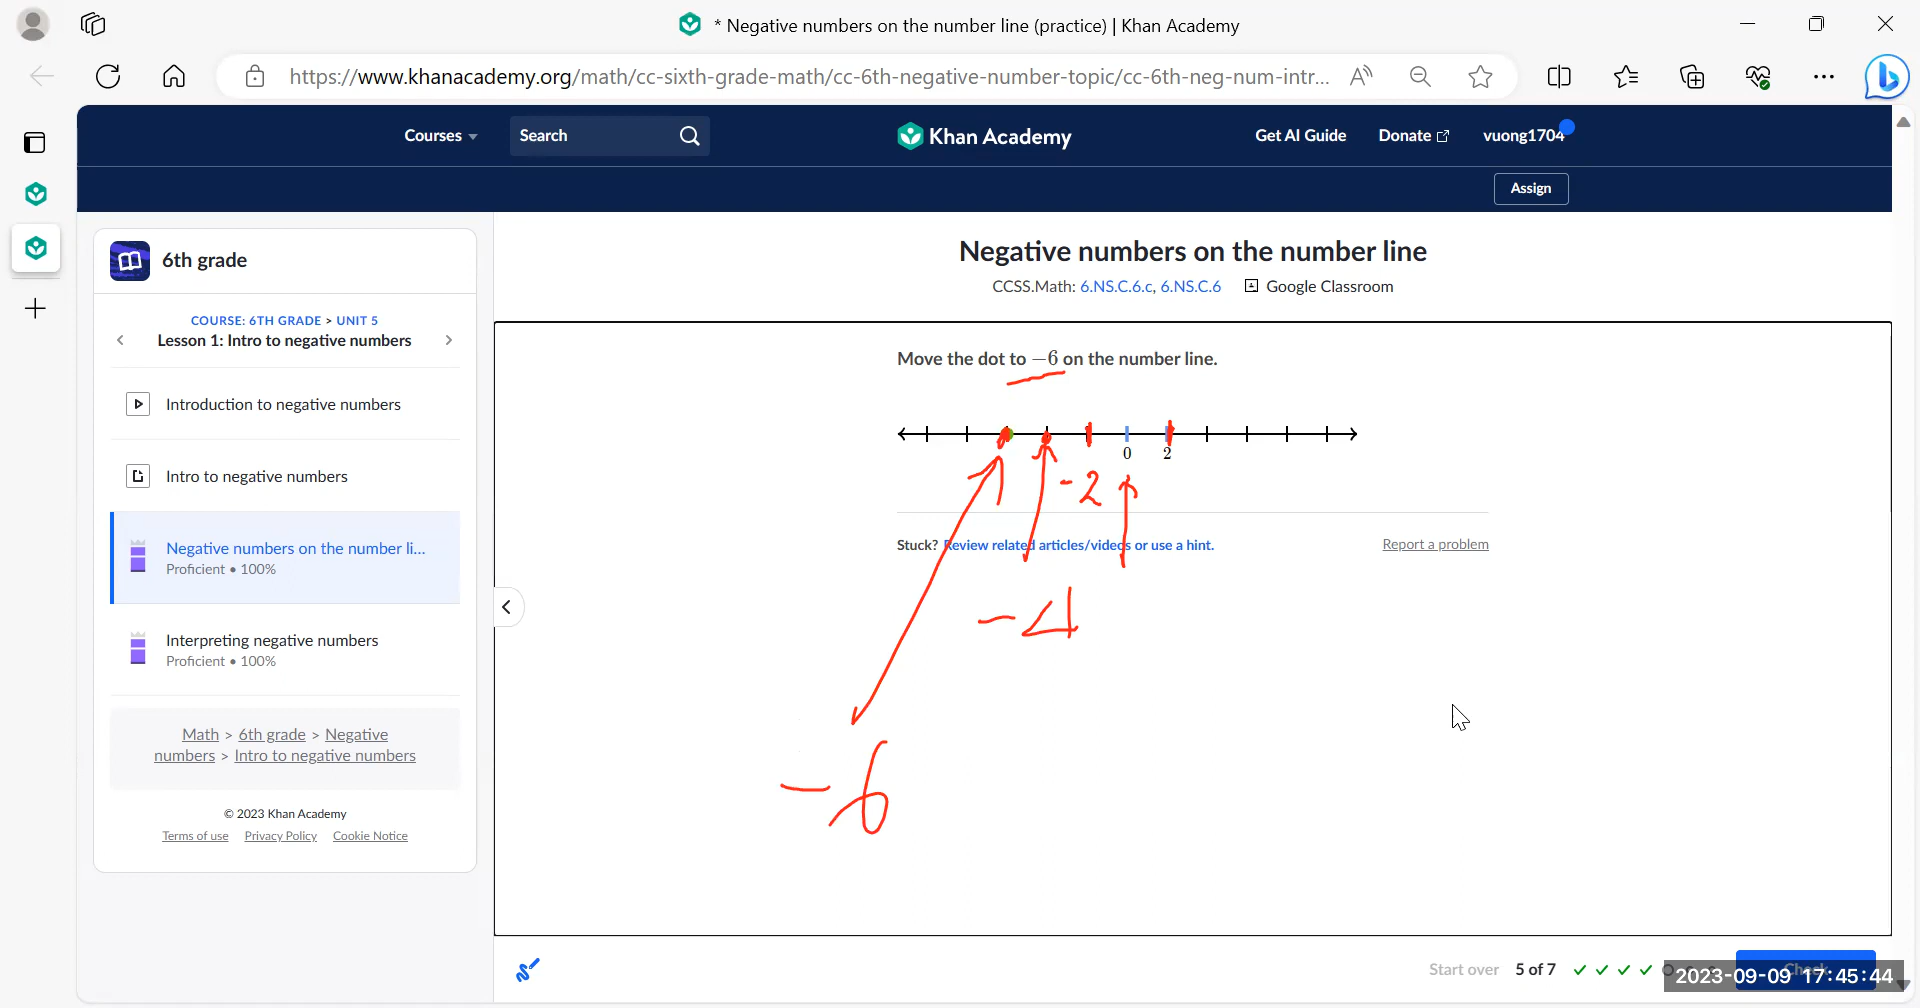 * Negative numbers on the number line (practice) | Khan Academy
https://www.khanacademy.org/math/cc-sixth-grade-math/cc-6th-negative-number-topic/cc-6th-neg-num-intr...
Courses
Search
Khan Academy
Get AI Guide
Donate
vuong1704
Assign
6th grade
COURSE: 6TH GRADE > UNIT 5
Lesson 1: Intro to negative numbers
Introduction to negative numbers
Intro to negative numbers
Negative numbers on the number li...
Proficient • 100%
Interpreting negative numbers
Proficient • 100%
Math > 6th grade > Negative
numbers > Intro to negative numbers
© 2023 Khan Academy
Terms of use Privacy Policy Cookie Notice
Negative numbers on the number line
CCSS.Math: 6.NS.C.6.c, 6.NS.C.6 Google Classroom
Move the dot to −6 on the number line.
0 2
-2
Stuck? Review related articles/videos or use a hint.
Report a problem
-4
-6
Start over 5 of 7
Check
2023-09-09 17:45:44